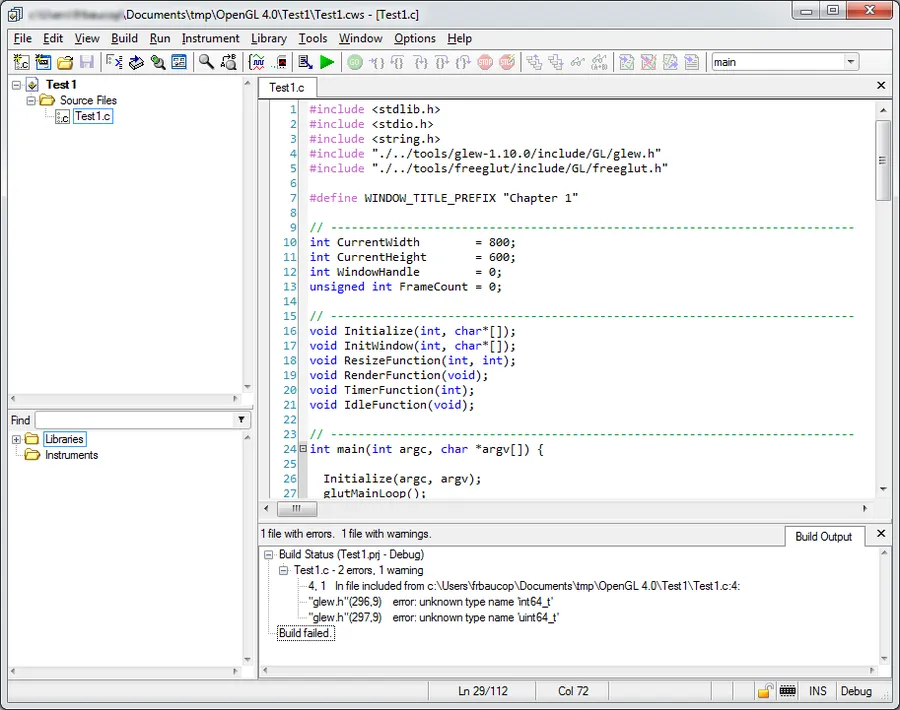 \Documents\tmp\OpenGL 4.0\Test1\Test1.cws - [Test1.c]
File Edit View Build Run Instrument Library Tools Window Options Help
main
Test1
Source Files
Test1.c
Find
Libraries
Instruments
Test1.c
1 #include <stdlib.h>
2 #include <stdio.h>
3 #include <string.h>
4 #include "./../tools/glew-1.10.0/include/GL/glew.h"
5 #include "./../tools/freeglut/include/GL/freeglut.h"
6
7 #define WINDOW_TITLE_PREFIX "Chapter 1"
8
9 // ----------------------------------------------------------------------------
10 int CurrentWidth = 800;
11 int CurrentHeight = 600;
12 int WindowHandle = 0;
13 unsigned int FrameCount = 0;
14
15 // ----------------------------------------------------------------------------
16 void Initialize(int, char*[]);
17 void InitWindow(int, char*[]);
18 void ResizeFunction(int, int);
19 void RenderFunction(void);
20 void TimerFunction(int);
21 void IdleFunction(void);
22
23 // ----------------------------------------------------------------------------
24 int main(int argc, char *argv[]) {
25
26 Initialize(argc, argv);
27 glutMainLoop();
1 file with errors. 1 file with warnings.
Build Output
Build Status (Test1.prj - Debug)
Test1.c - 2 errors, 1 warning
4, 1 In file included from c:\Users\frbaucop\Documents\tmp\OpenGL 4.0\Test1\Test1.c:4:
"glew.h"(296,9) error: unknown type name 'int64_t'
"glew.h"(297,9) error: unknown type name 'uint64_t'
Build failed.
Ln 29/112 Col 72 INS Debug